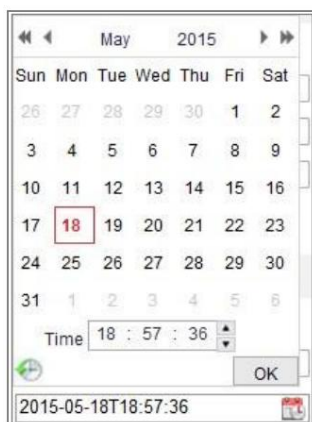 May 2015
Sun Mon Tue Wed Thu Fri Sat
26 27 28 29 30 1 2
3 4 5 6 7 8 9
10 11 12 13 14 15 16
17 18 19 20 21 22 23
24 25 26 27 28 29 30
31 1 2 3 4 5 6
Time 18 : 57 : 36
OK
2015-05-18T18:57:36